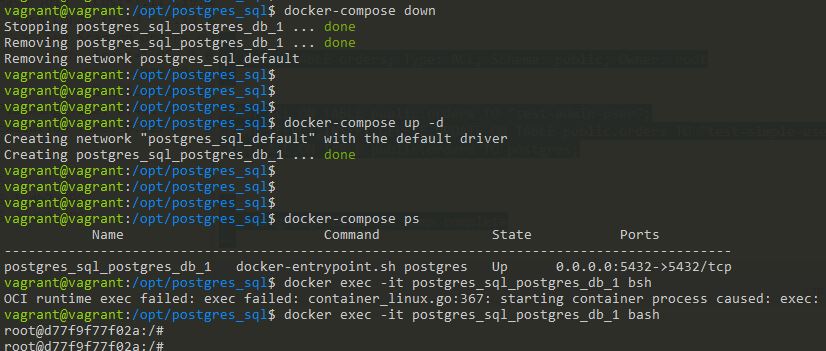 vagrant@vagrant:/opt/postgres_sql$ docker-compose down
Stopping postgres_sql_postgres_db_1 ... done
Removing postgres_sql_postgres_db_1 ... done
Removing network postgres_sql_default
vagrant@vagrant:/opt/postgres_sql$
vagrant@vagrant:/opt/postgres_sql$
vagrant@vagrant:/opt/postgres_sql$
vagrant@vagrant:/opt/postgres_sql$ docker-compose up -d
Creating network "postgres_sql_default" with the default driver
Creating postgres_sql_postgres_db_1 ... done
vagrant@vagrant:/opt/postgres_sql$
vagrant@vagrant:/opt/postgres_sql$
vagrant@vagrant:/opt/postgres_sql$
vagrant@vagrant:/opt/postgres_sql$ docker-compose ps
Name Command State Ports
-----------------------------------------------------------------------------------------
postgres_sql_postgres_db_1 docker-entrypoint.sh postgres Up 0.0.0.0:5432->5432/tcp
vagrant@vagrant:/opt/postgres_sql$ docker exec -it postgres_sql_postgres_db_1 bsh
OCI runtime exec failed: exec failed: container_linux.go:367: starting container process caused: exec:
vagrant@vagrant:/opt/postgres_sql$ docker exec -it postgres_sql_postgres_db_1 bash
root@d77f9f77f02a:/#
root@d77f9f77f02a:/#